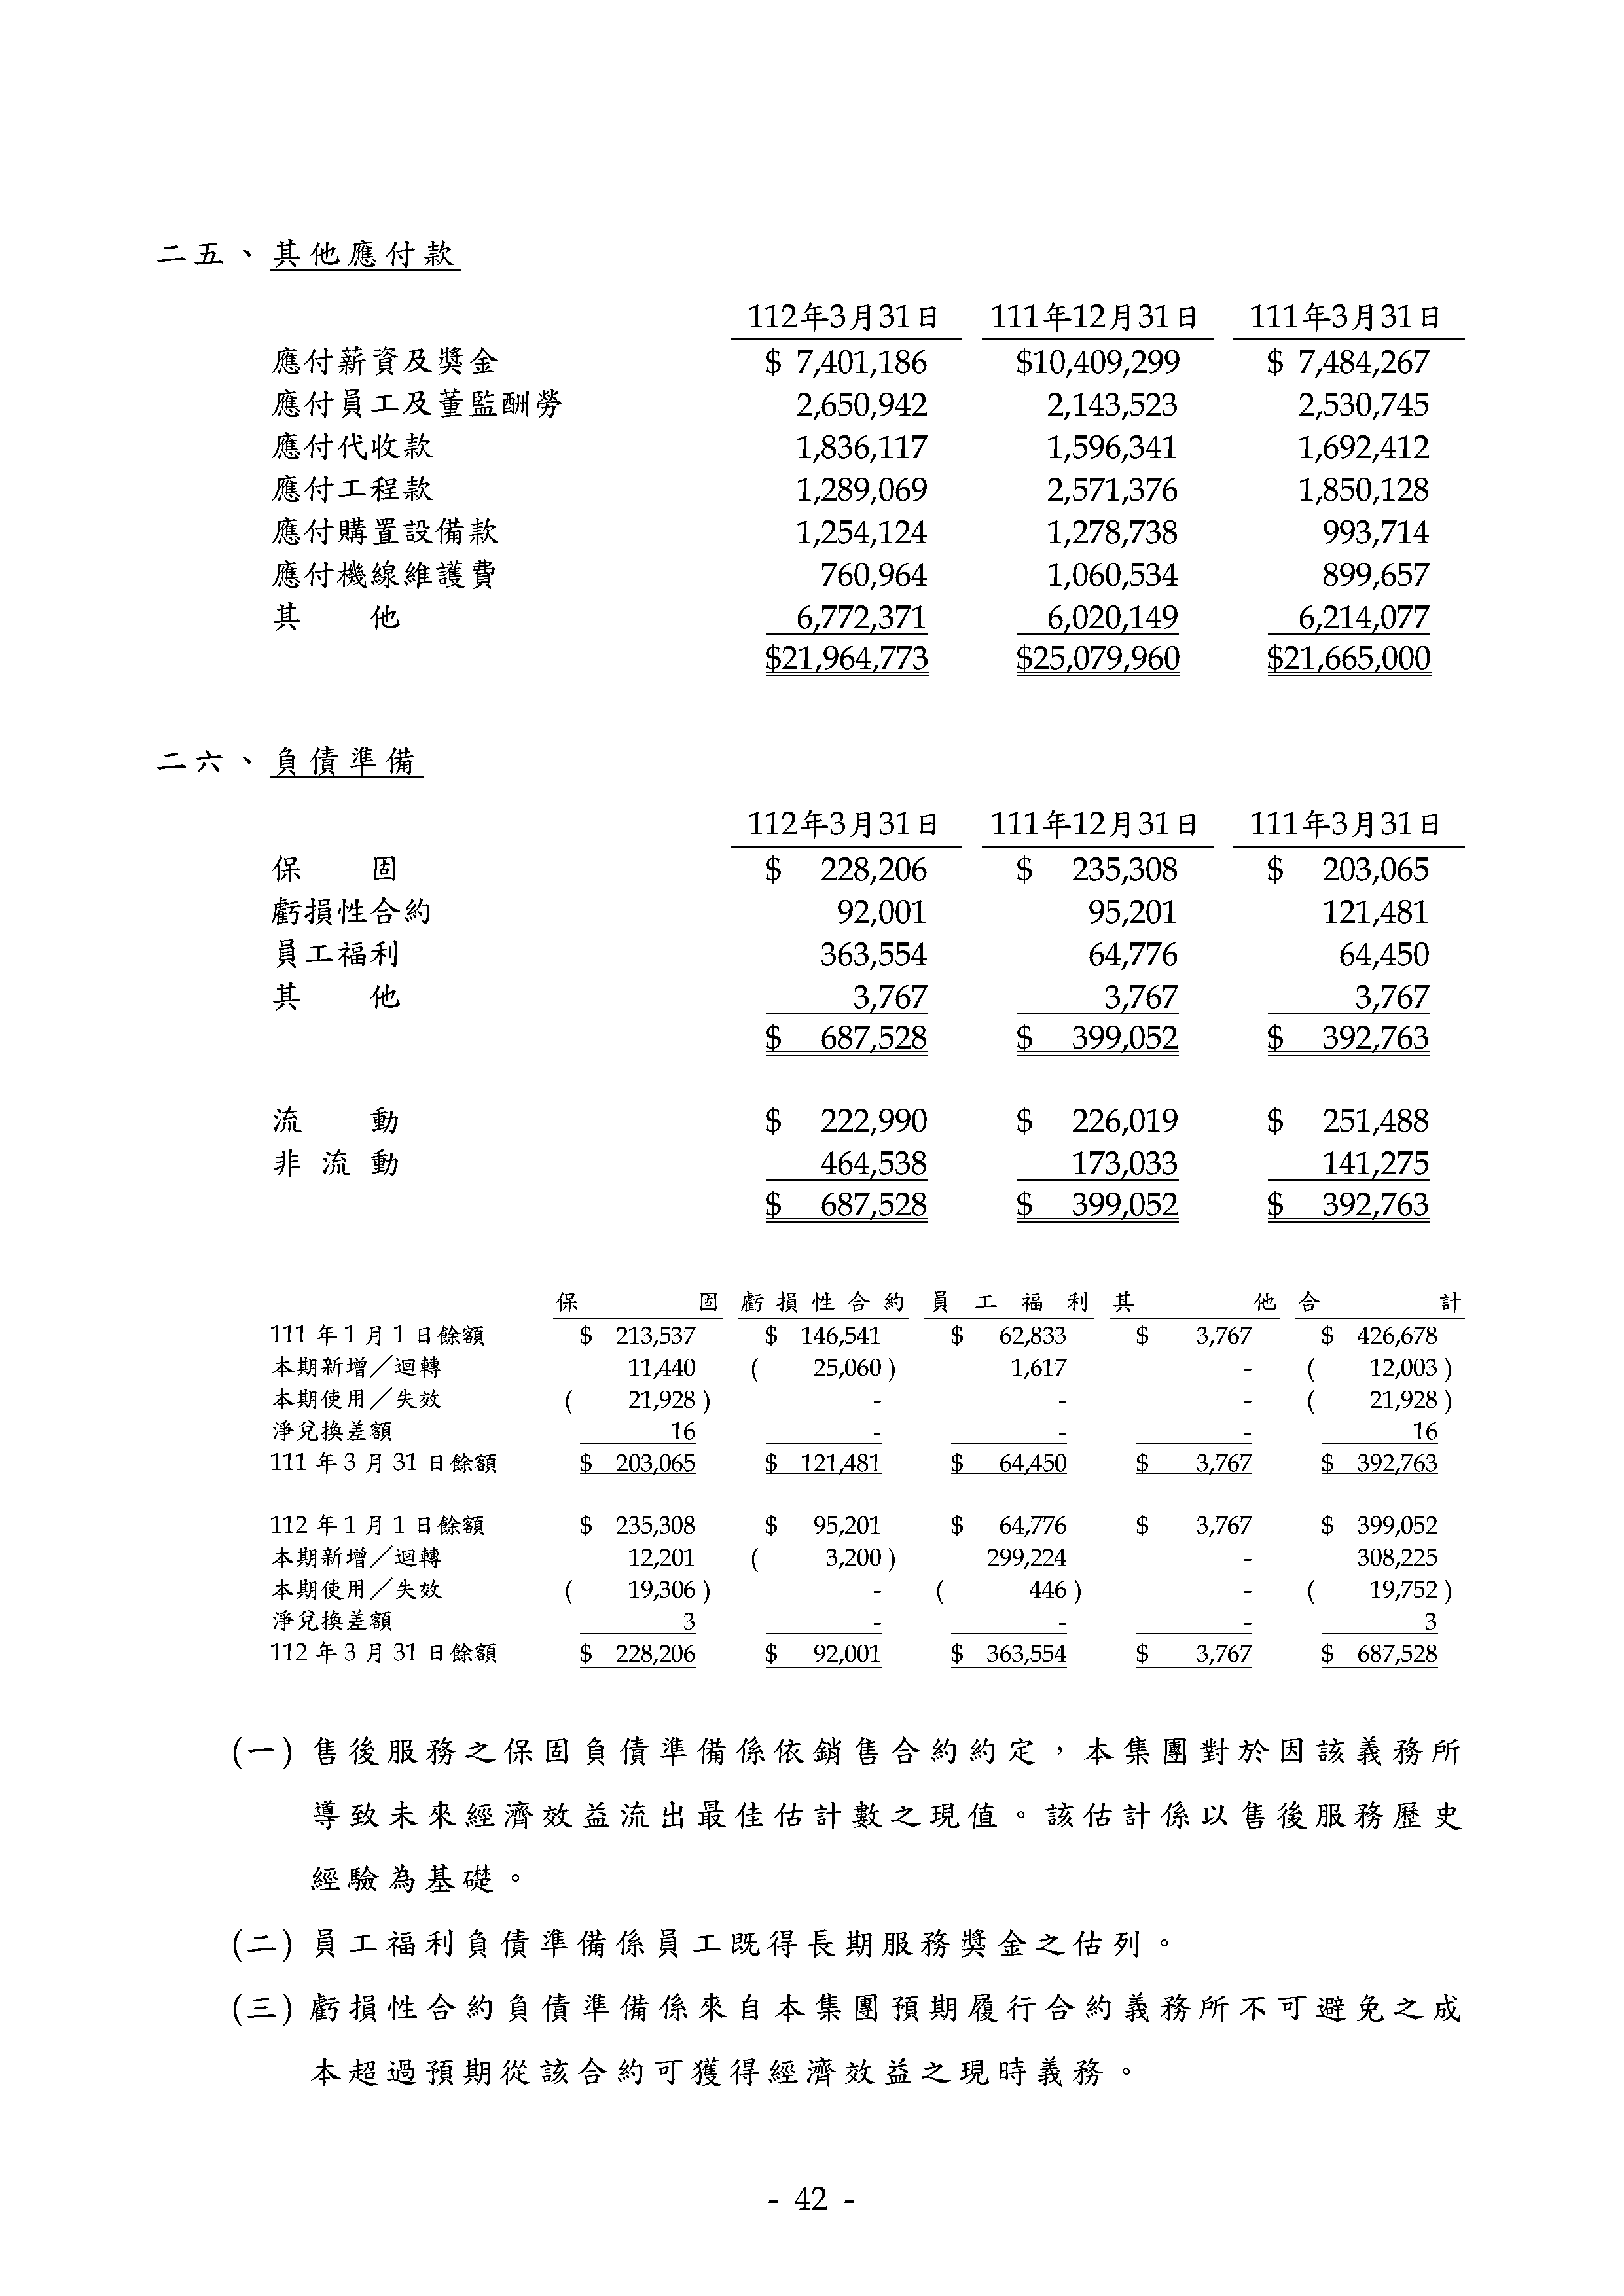 二五、其他應付款
112年3月31日 111年12月31日 111年3月31日
應付薪資及獎金 $ 7,401,186 $10,409,299 $ 7,484,267
應付員工及董監酬勞 2,650,942 2,143,523 2,530,745
應付代收款 1,836,117 1,596,341 1,692,412
應付工程款 1,289,069 2,571,376 1,850,128
應付購置設備款 1,254,124 1,278,738 993,714
應付機線維護費 760,964 1,060,534 899,657
其 他 6,772,371 6,020,149 6,214,077
$21,964,773 $25,079,960 $21,665,000
二六、負債準備
112年3月31日 111年12月31日 111年3月31日
保 固 $ 228,206 $ 235,308 $ 203,065
虧損性合約 92,001 95,201 121,481
員工福利 363,554 64,776 64,450
其 他 3,767 3,767 3,767
$ 687,528 $ 399,052 $ 392,763
流 動 $ 222,990 $ 226,019 $ 251,488
非 流 動 464,538 173,033 141,275
$ 687,528 $ 399,052 $ 392,763
保 固 虧損性合約 員工福利 其 他 合 計
111 年 1 月 1 日餘額 $ 213,537 $ 146,541 $ 62,833 $ 3,767 $ 426,678
本期新增／迴轉 11,440 ( 25,060 ) 1,617 - ( 12,003 )
本期使用／失效 ( 21,928 ) - - - ( 21,928 )
淨兌換差額 16 - - - 16
111 年 3 月 31 日餘額 $ 203,065 $ 121,481 $ 64,450 $ 3,767 $ 392,763
112 年 1 月 1 日餘額 $ 235,308 $ 95,201 $ 64,776 $ 3,767 $ 399,052
本期新增／迴轉 12,201 ( 3,200 ) 299,224 - 308,225
本期使用／失效 ( 19,306 ) - ( 446 ) - ( 19,752 )
淨兌換差額 3 - - - 3
112 年 3 月 31 日餘額 $ 228,206 $ 92,001 $ 363,554 $ 3,767 $ 687,528
(一) 售後服務之保固負債準備係依銷售合約約定，本集團對於因該義務所
導致未來經濟效益流出最佳估計數之現值。該估計係以售後服務歷史
經驗為基礎。
(二) 員工福利負債準備係員工既得長期服務獎金之估列。
(三) 虧損性合約負債準備係來自本集團預期履行合約義務所不可避免之成
本超過預期從該合約可獲得經濟效益之現時義務。
- 42 -